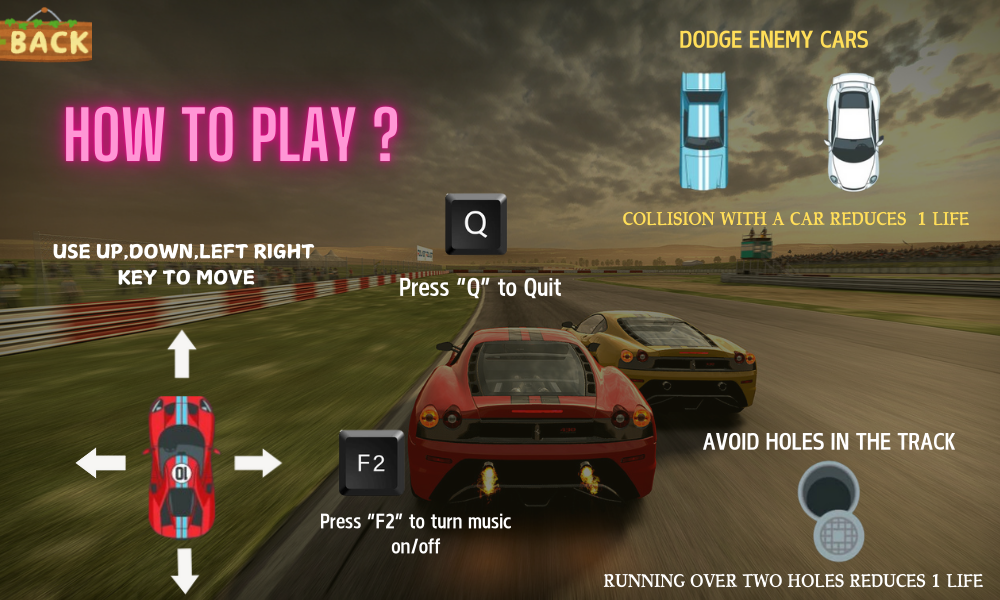 BACK
DODGE ENEMY CARS
HOW TO PLAY ?
Q
COLLISION WITH A CAR REDUCES 1 LIFE
USE UP,DOWN,LEFT RIGHT
KEY TO MOVE
Press "Q" to Quit
01
F2
AVOID HOLES IN THE TRACK
Press "F2" to turn music
on/off
RUNNING OVER TWO HOLES REDUCES 1 LIFE